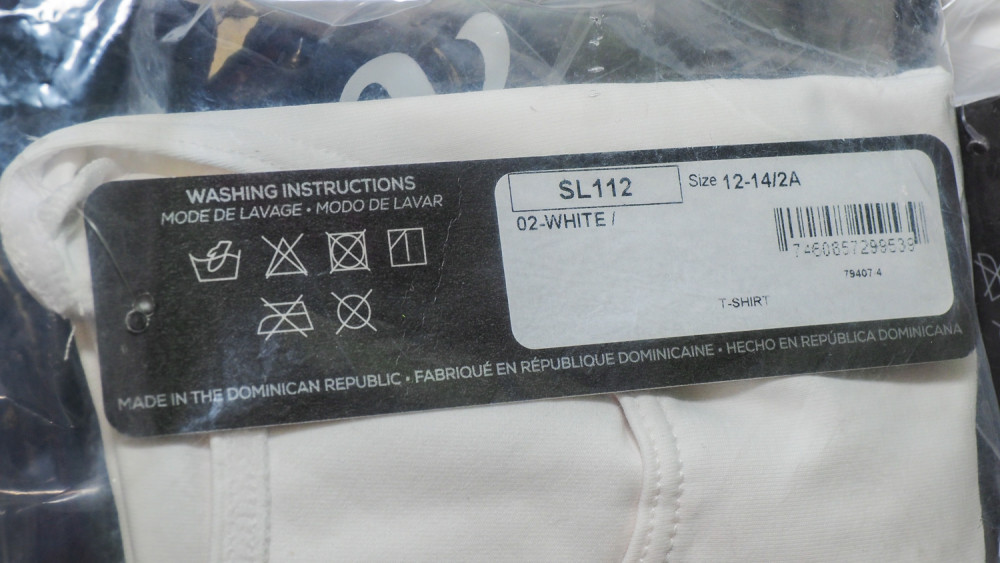 WASHING INSTRUCTIONS
MODE DE LAVAGE • MODO DE LAVAR
SL112
Size 12-14/2A
02-WHITE /
7460857299539
79407 4
T-SHIRT
MADE IN THE DOMINICAN REPUBLIC • FABRIQUÉ EN RÉPUBLIQUE DOMINICAINE • HECHO EN REPÚBLICA DOMINICANA